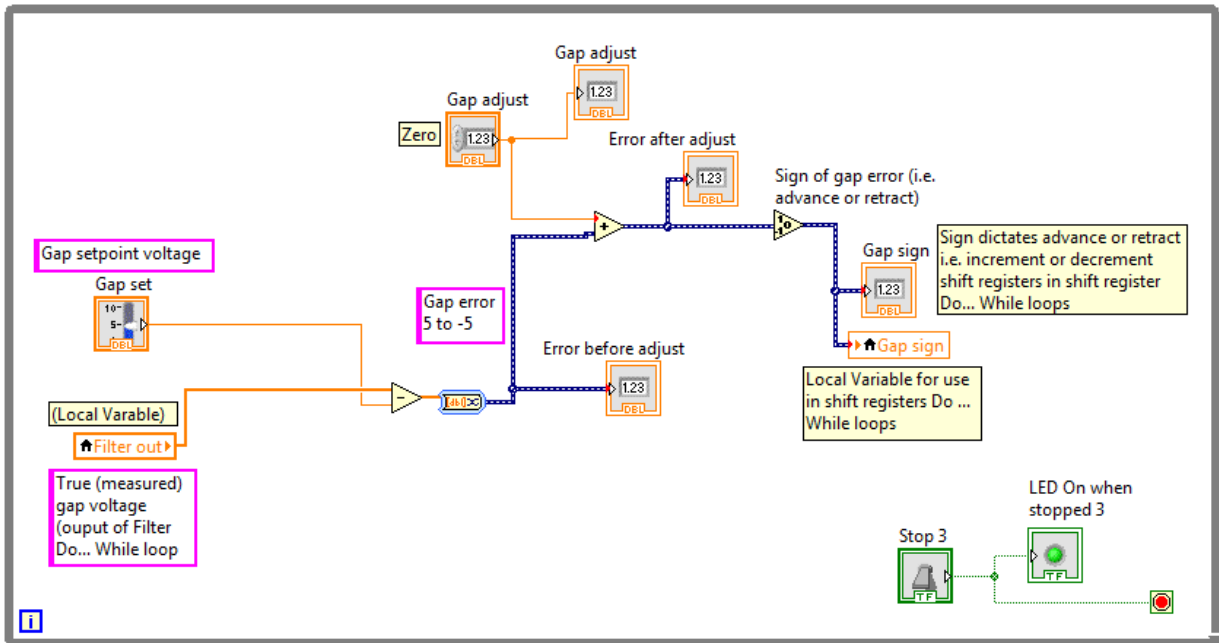 Gap adjust
1.23
DBL
Gap adjust
Zero
1.23
DBL
Error after adjust
1.23
DBL
Sign of gap error (i.e.
advance or retract)
+
1
0
-1
Gap setpoint voltage
Gap set
10-
5-
DBL
Gap error
5 to -5
Sign dictates advance or retract
i.e. increment or decrement
shift registers in shift register
Do... While loops
Gap sign
1.23
DBL
Gap sign
Error before adjust
1.23
DBL
-
[dbl]
(Local Varable)
Filter out
Local Variable for use
in shift registers Do ...
While loops
True (measured)
gap voltage
(ouput of Filter
Do... While loop
LED On when
stopped 3
TF
Stop 3
TF
i